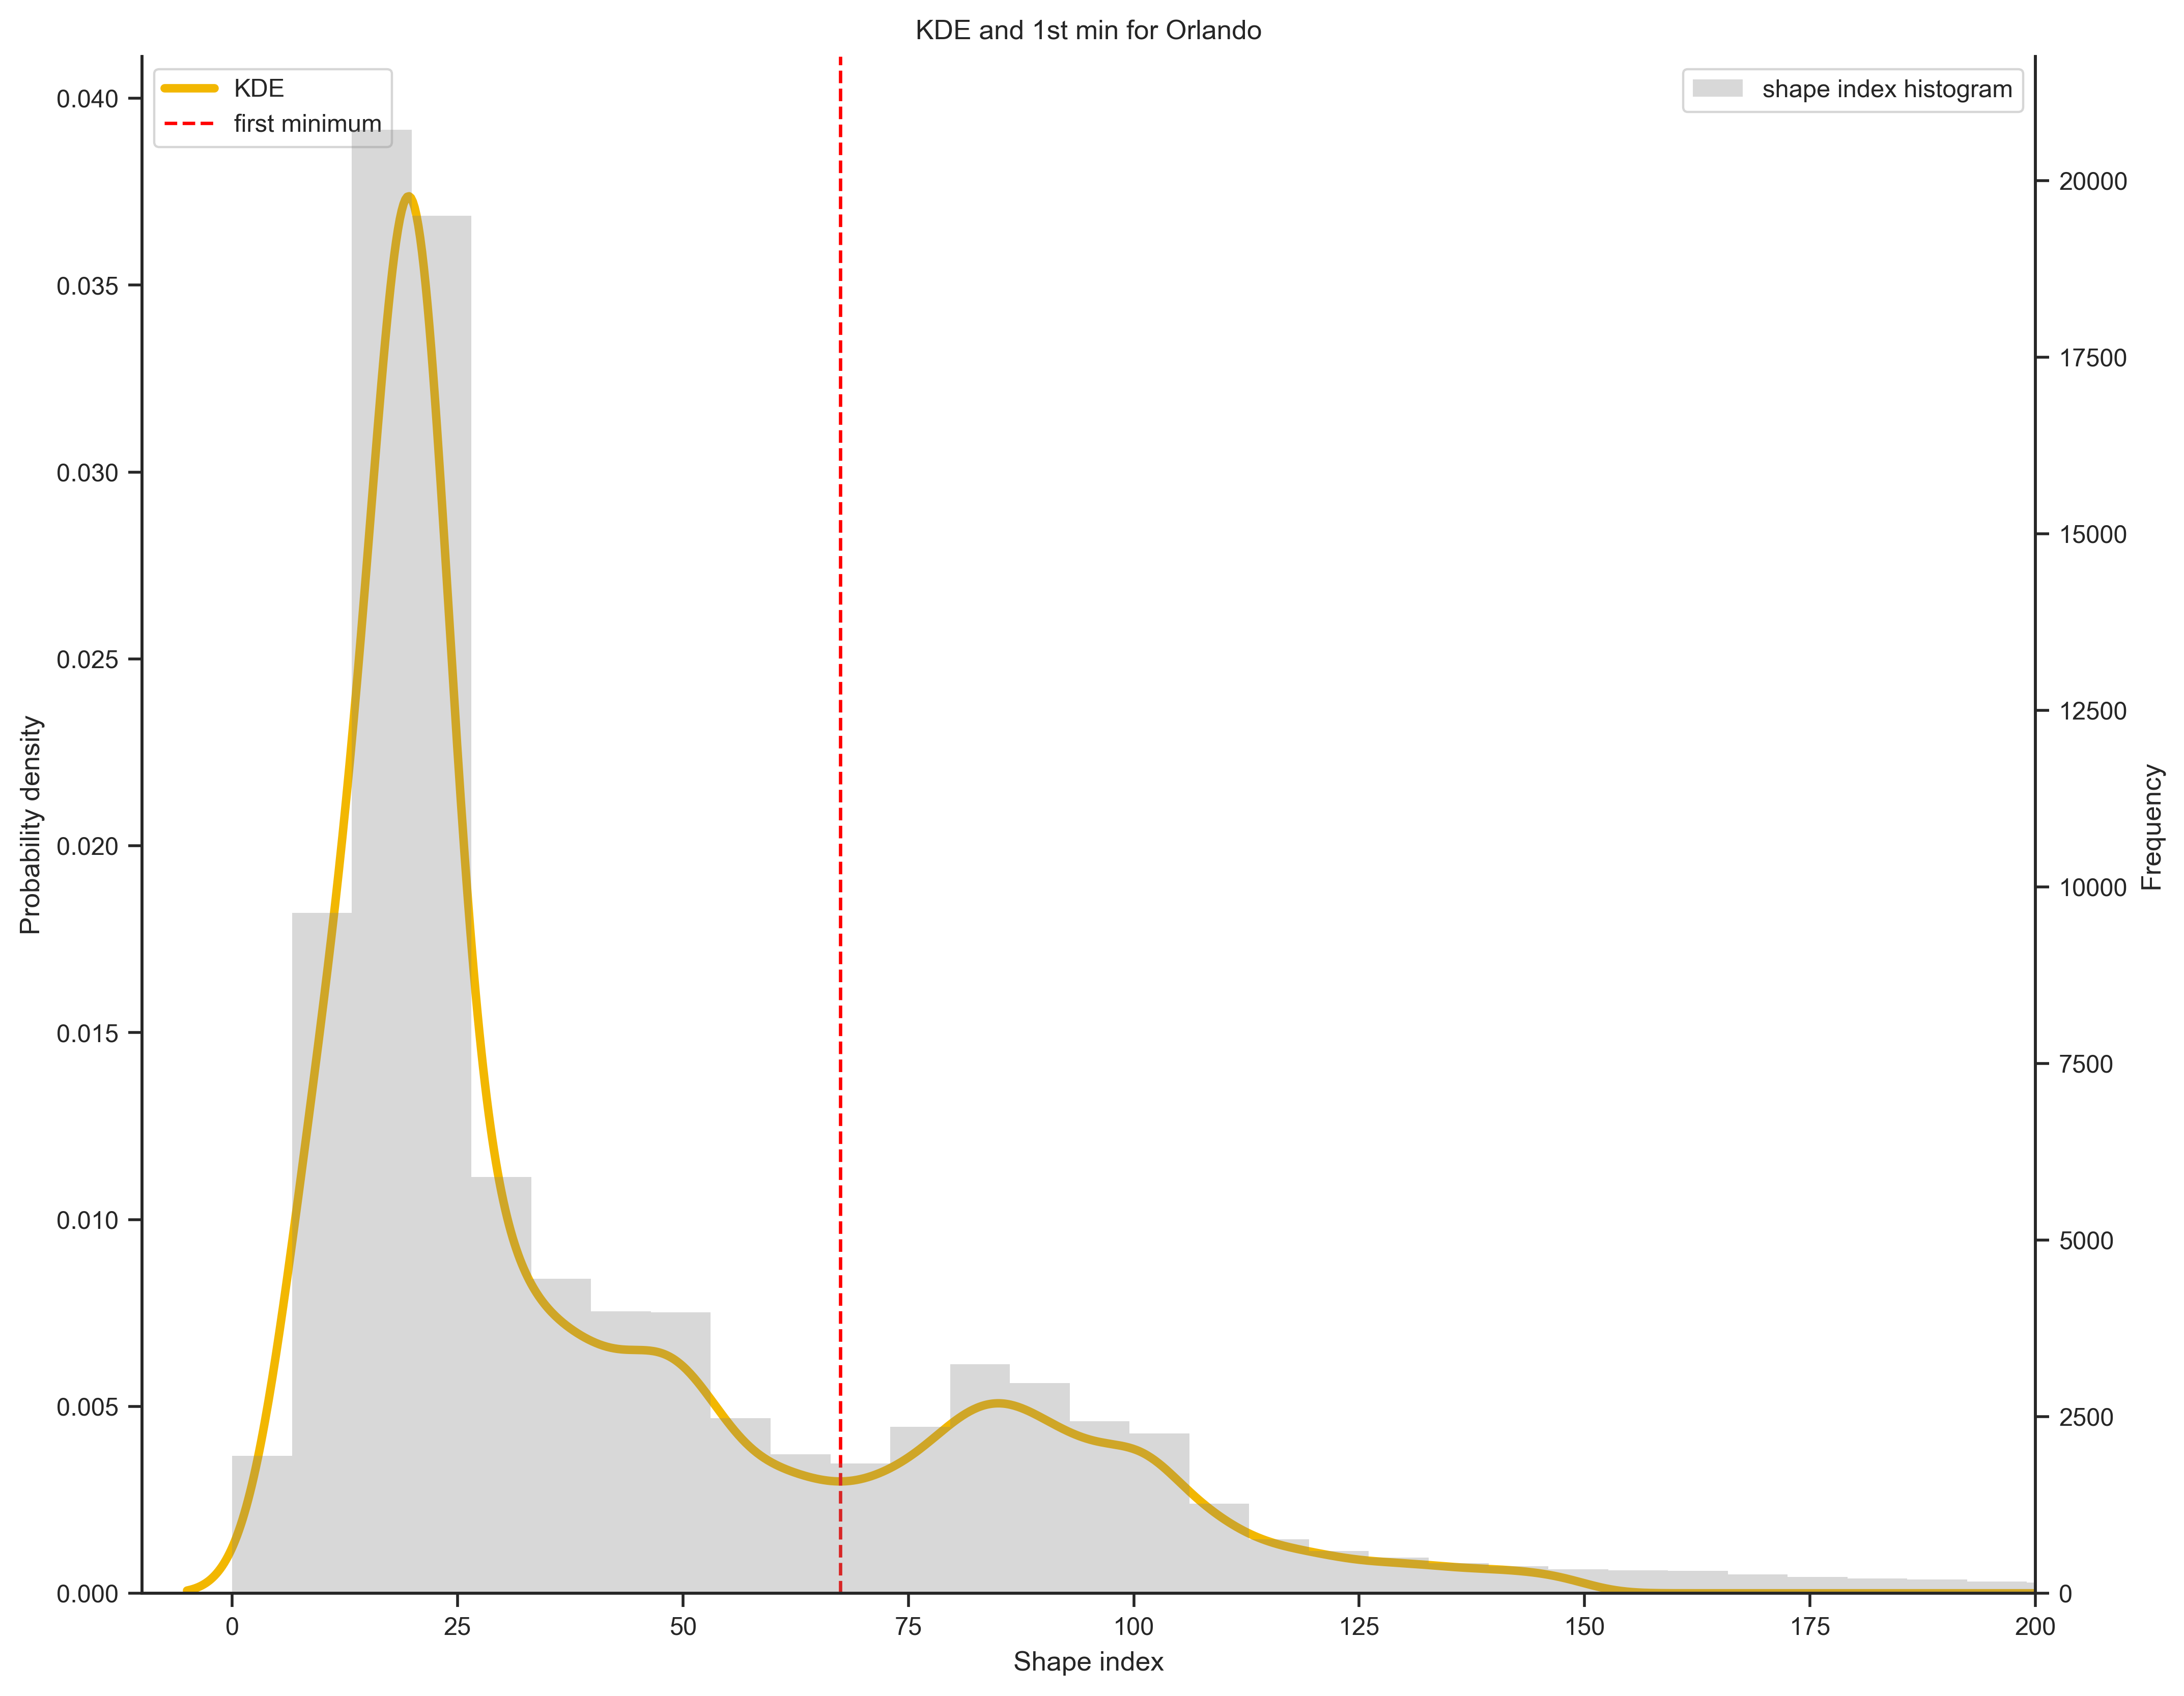 KDE and 1st min for Orlando
KDE
first minimum
shape index histogram
0.040
0.035
0.030
0.025
0.020
0.015
0.010
0.005
0.000
Probability density
20000
17500
15000
12500
10000
7500
5000
2500
0
Frequency
0 25 50 75 100 125 150 175 200
Shape index